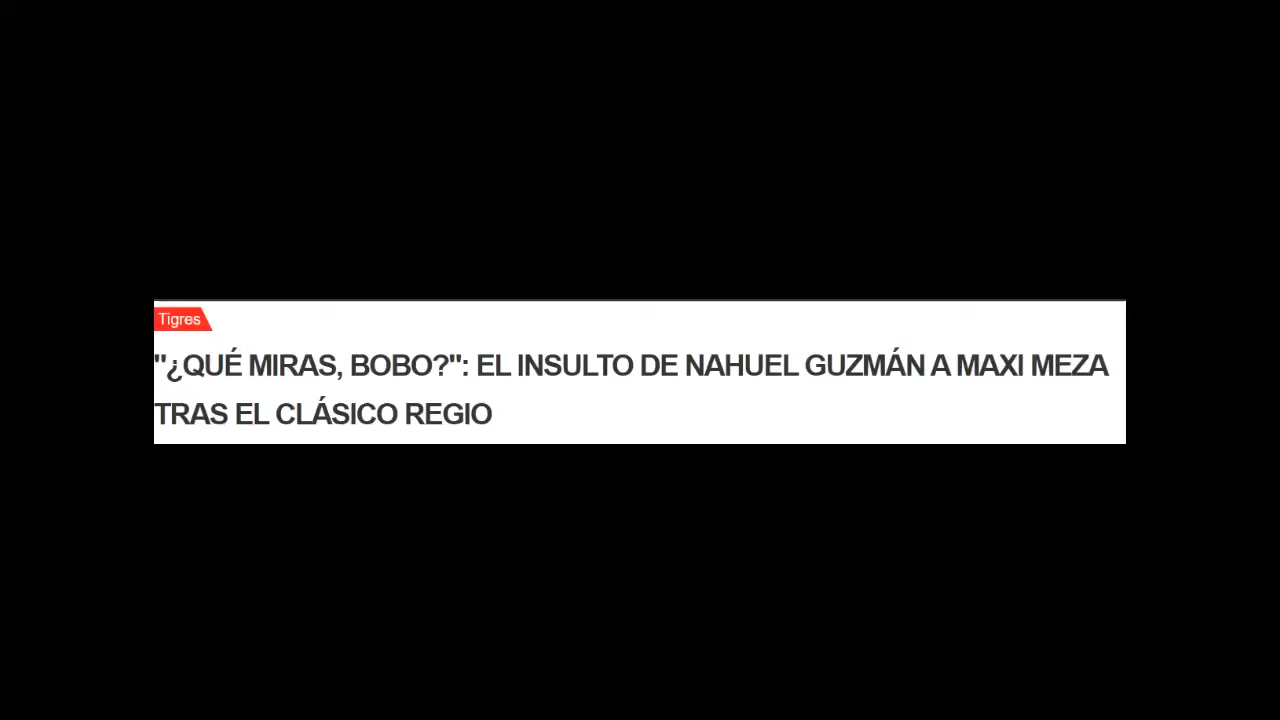 Tigres
"¿QUÉ MIRAS, BOBO?": EL INSULTO DE NAHUEL GUZMÁN A MAXI MEZA
TRAS EL CLÁSICO REGIO